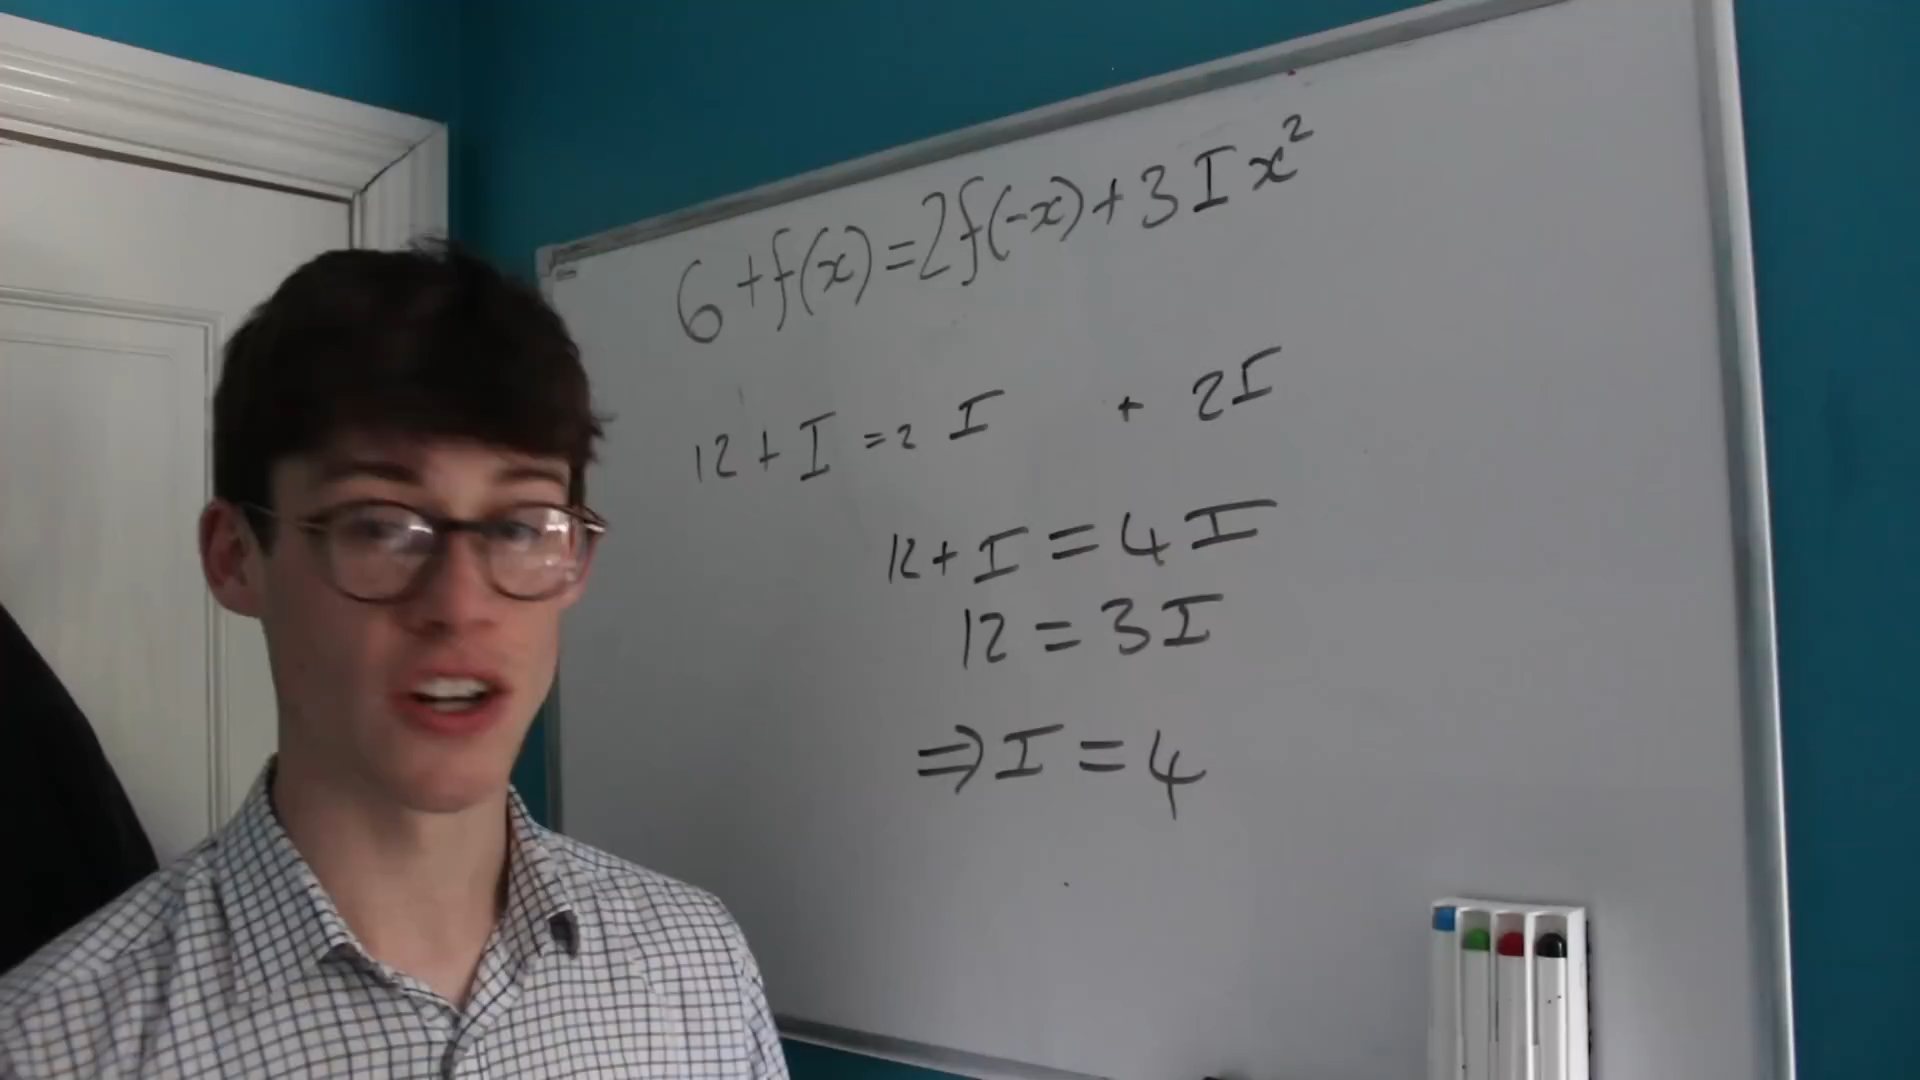 6 + f(x) = 2f(-x) + 3Ix²
12 + I = 2 I + 2I
12 + I = 4I
12 = 3I
⇒ I = 4